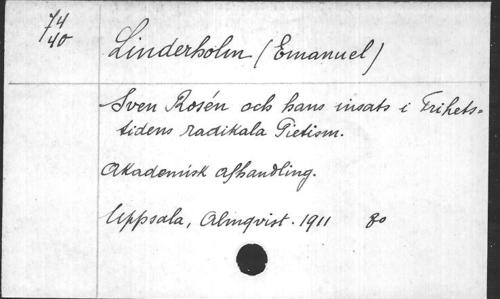 74
40
Linderholm (Emanuel)
Sven Rosén och hans insats i Frihets=
tidens radikala Pietism.
Akademisk afhandling.
Uppsala, Almqvist. 1911 8o